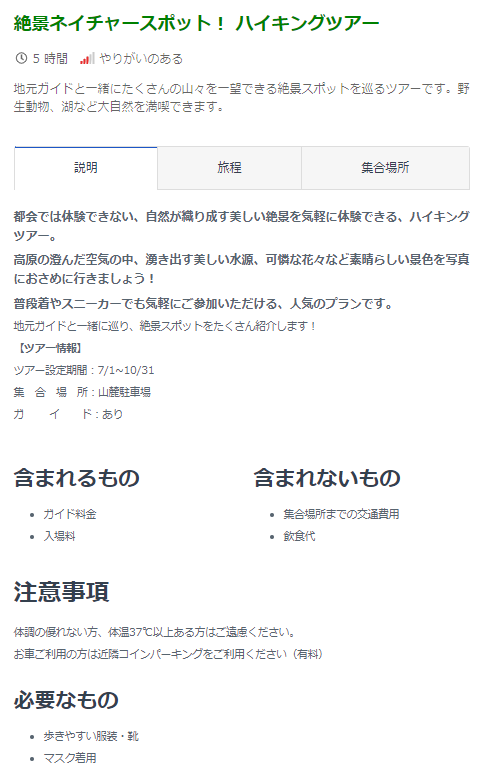 絶景ネイチャースポット！ ハイキングツアー
5 時間 やりがいのある
地元ガイドと一緒にたくさんの山々を一望できる絶景スポットを巡るツアーです。野
生動物、湖など大自然を満喫できます。
説明 旅程 集合場所
都会では体験できない、自然が織り成す美しい絶景を気軽に体験できる、ハイキング
ツアー。
高原の澄んだ空気の中、湧き出す美しい水源、可憐な花々など素晴らしい景色を写真
におさめに行きましょう！
普段着やスニーカーでも気軽にご参加いただける、人気のプランです。
地元ガイドと一緒に巡り、絶景スポットをたくさん紹介します！
【ツアー情報】
ツアー設定期間：7/1~10/31
集　合　場　所：山麓駐車場
ガ　　イ　　ド：あり
含まれるもの 含まれないもの
ガイド料金 集合場所までの交通費用
入場料 飲食代
注意事項
体調の優れない方、体温37℃以上ある方はご遠慮ください。
お車ご利用の方は近隣コインパーキングをご利用ください（有料）
必要なもの
歩きやすい服装・靴
マスク着用